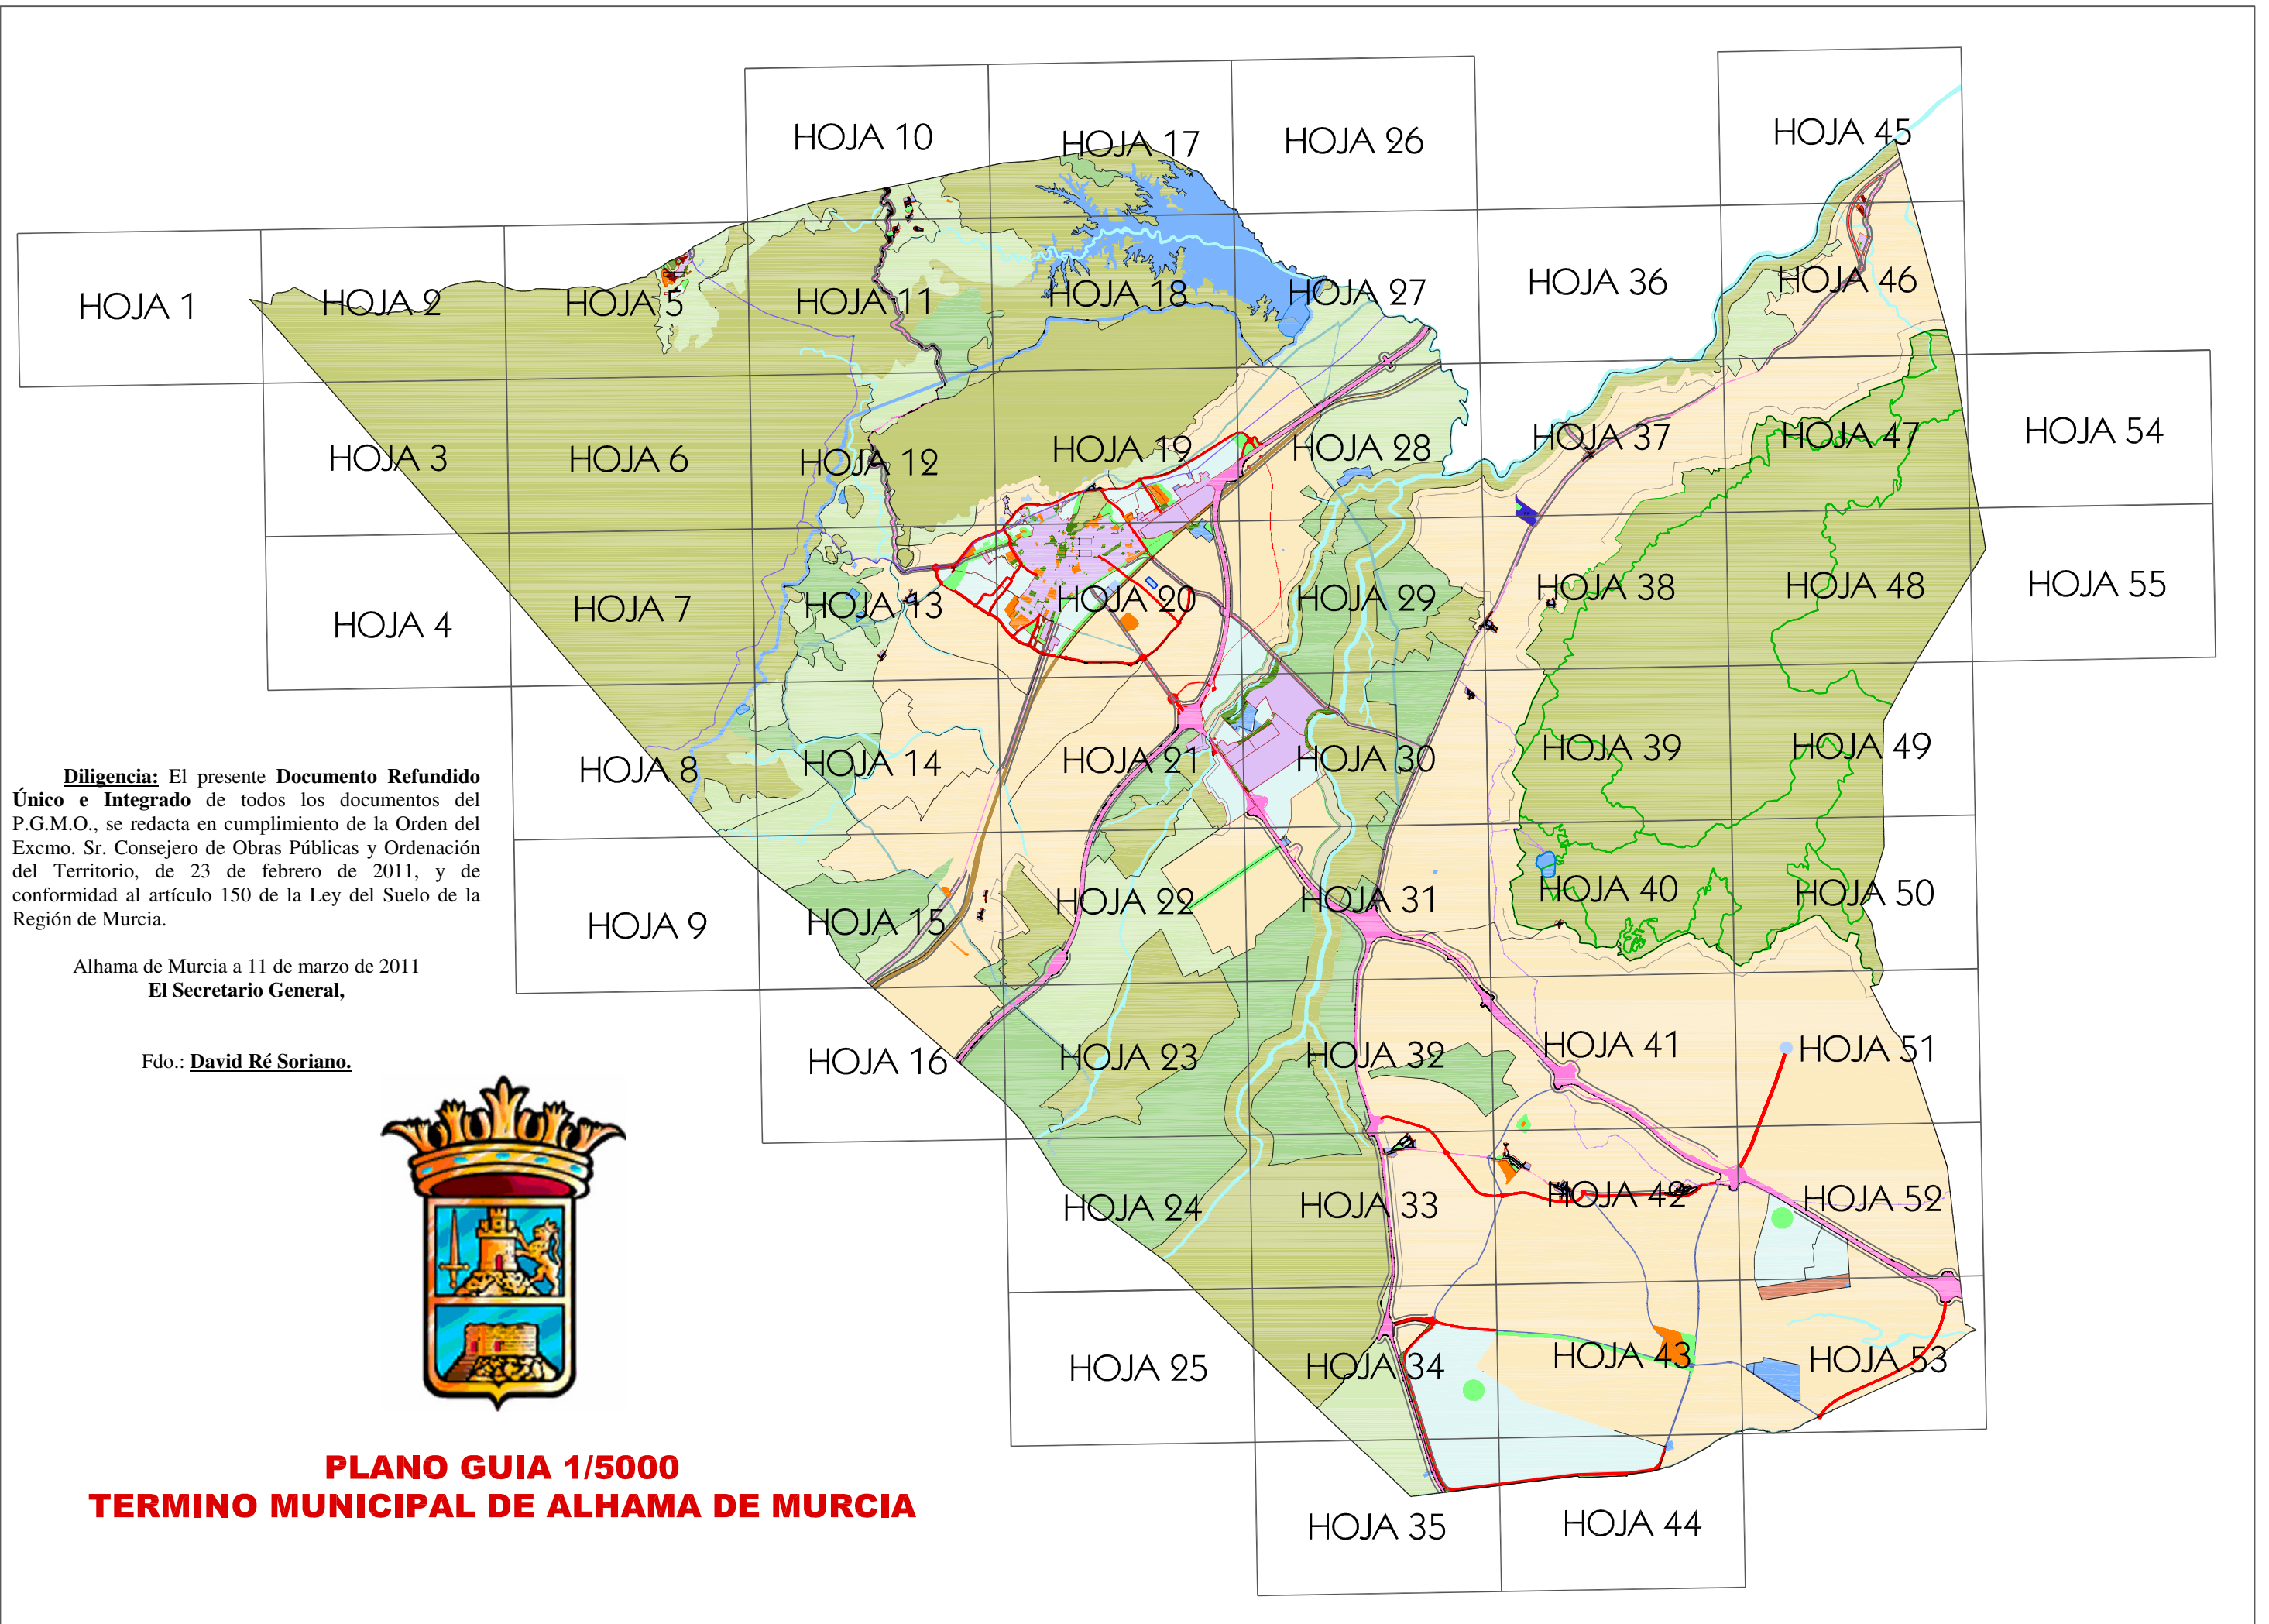 HOJA 10
HOJA 17
HOJA 26
HOJA 45
HOJA 1
HOJA 2
HOJA 5
HOJA 11
HOJA 18
HOJA 27
HOJA 36
HOJA 46
HOJA 3
HOJA 6
HOJA 12
HOJA 19
HOJA 28
HOJA 37
HOJA 47
HOJA 54
HOJA 4
HOJA 7
HOJA 13
HOJA 20
HOJA 29
HOJA 38
HOJA 48
HOJA 55
HOJA 8
HOJA 14
HOJA 21
HOJA 30
HOJA 39
HOJA 49
HOJA 9
HOJA 15
HOJA 22
HOJA 31
HOJA 40
HOJA 50
HOJA 16
HOJA 23
HOJA 32
HOJA 41
HOJA 51
HOJA 24
HOJA 33
HOJA 42
HOJA 52
HOJA 25
HOJA 34
HOJA 43
HOJA 53
HOJA 35
HOJA 44
Diligencia: El presente Documento Refundido
Único e Integrado de todos los documentos del
P.G.M.O., se redacta en cumplimiento de la Orden del
Excmo. Sr. Consejero de Obras Públicas y Ordenación
del Territorio, de 23 de febrero de 2011, y de
conformidad al artículo 150 de la Ley del Suelo de la
Región de Murcia.
Alhama de Murcia a 11 de marzo de 2011
El Secretario General,
Fdo.: David Ré Soriano.
PLANO GUIA 1/5000
TERMINO MUNICIPAL DE ALHAMA DE MURCIA